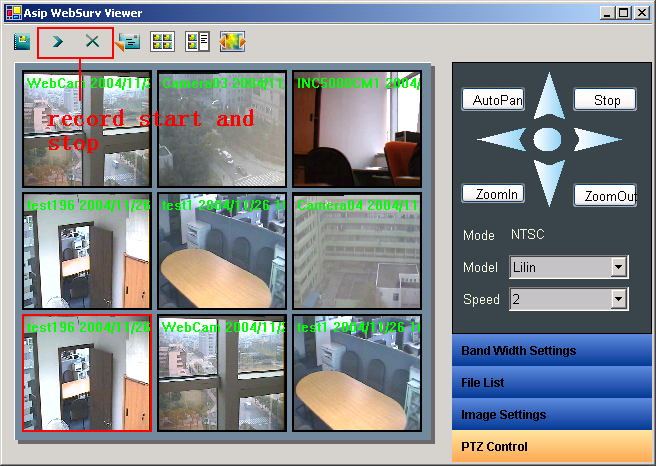 Asip WebSurv Viewer
WebCam 2004/11/
Camera03 2004/11/2
INC5000CM1 2004/
record start and
stop
test196 2004/11/26
test1 2004/11/26 1
Camera04 2004/11/
test196 2004/11/26
WebCam 2004/11/
test1 2004/11/26 1
AutoPan
Stop
ZoomIn
ZoomOut
Mode NTSC
Model Lilin
Speed 2
Band Width Settings
File List
Image Settings
PTZ Control